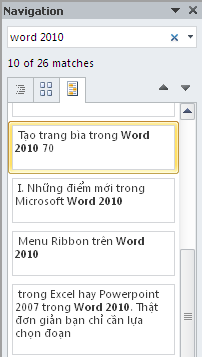 Navigation
word 2010
10 of 26 matches
Tạo trang bìa trong Word
2010 70
I. Những điểm mới trong
Microsoft Word 2010
Menu Ribbon trên Word
2010
trong Excel hay Powerpoint
2007 trong Word 2010. Thật
đơn giản bạn chỉ cần lựa
chọn đoạn